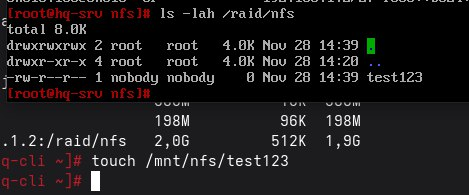 [root@hq-srv nfs]# ls -lah /raid/nfs
total 8.0K
drwxrwxrwx 2 root   root   4.0K Nov 28 14:39 .
drwxr-xr-x 4 root   root   4.0K Nov 28 14:20 ..
-rw-r--r-- 1 nobody nobody    0 Nov 28 14:39 test123
[root@hq-srv nfs]#
198M 96K 198M
.1.2:/raid/nfs 2,0G 512K 1,9G
q-cli ~]# touch /mnt/nfs/test123
q-cli ~]#